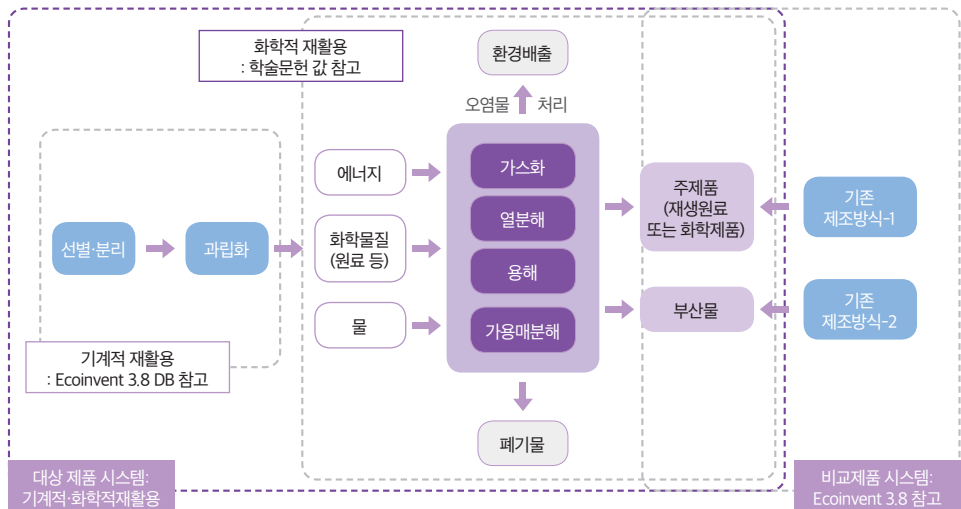 화학적 재활용
: 학술문헌 값 참고
환경배출
오염물 처리
에너지
화학물질
(원료 등)
물
선별·분리
과립화
가스화
열분해
용해
가용매분해
주제품
(재생원료
또는 화학제품)
부산물
기존
제조방식-1
기존
제조방식-2
기계적 재활용
: Ecoinvent 3.8 DB 참고
폐기물
대상 제품 시스템:
기계적·화학적재활용
비교제품 시스템:
Ecoinvent 3.8 참고